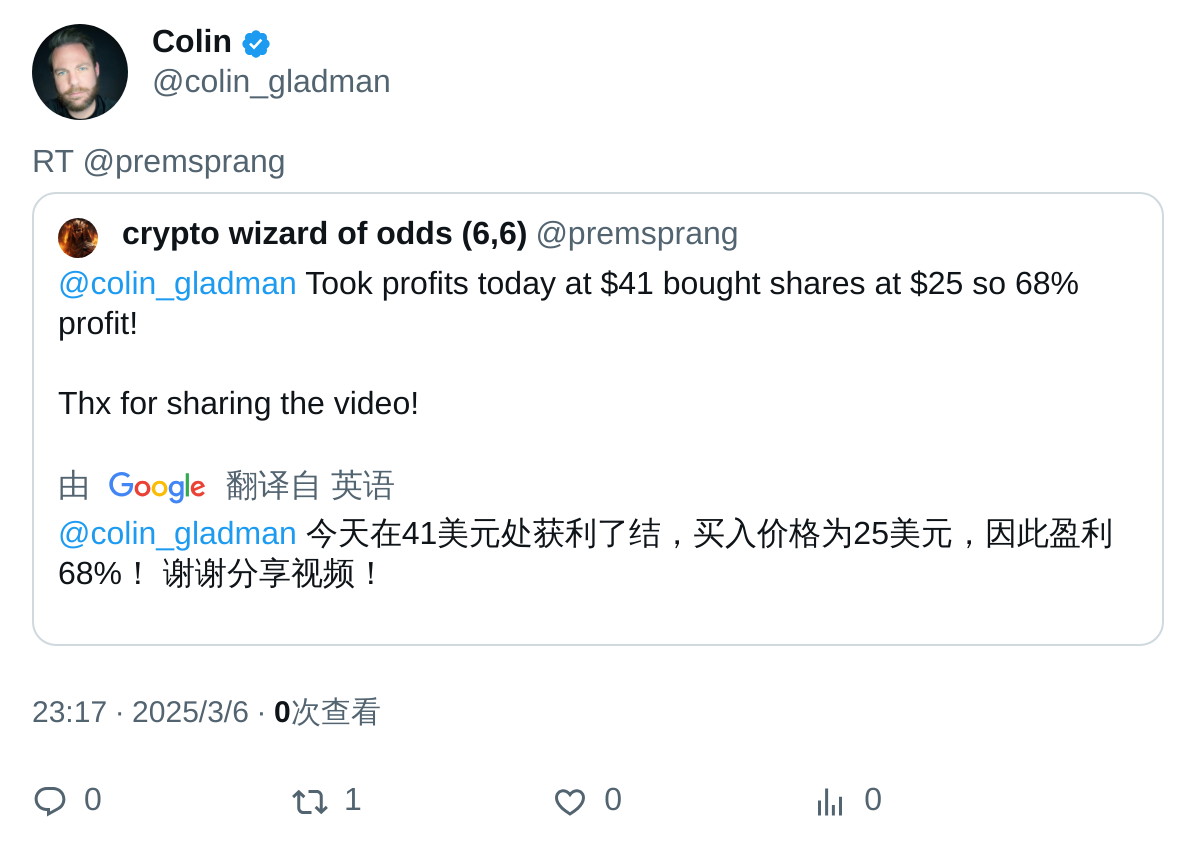 Colin
@colin_gladman
RT @premsprang
crypto wizard of odds (6,6) @premsprang
@colin_gladman Took profits today at $41 bought shares at $25 so 68%
profit!
Thx for sharing the video!
由 Google 翻译自 英语
@colin_gladman 今天在41美元处获利了结，买入价格为25美元，因此盈利
68%！ 谢谢分享视频！
23:17 · 2025/3/6 · 0次查看
0 1 0 0